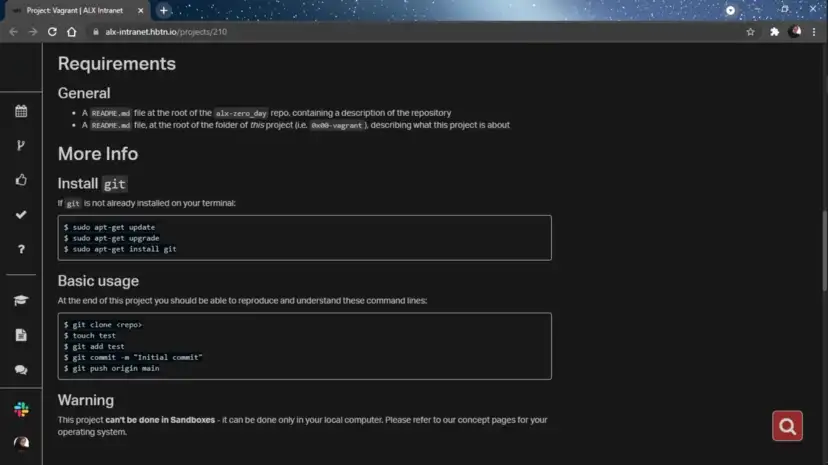 Project: Vagrant | ALX Intranet
alx-intranet.hbtn.io/projects/210
Requirements
General
• A README.md file at the root of the alx-zero_day repo, containing a description of the repository
• A README.md file, at the root of the folder of this project (i.e. 0x00-vagrant), describing what this project is about
More Info
Install git
If git is not already installed on your terminal:
$ sudo apt-get update
$ sudo apt-get upgrade
$ sudo apt-get install git
Basic usage
At the end of this project you should be able to reproduce and understand these command lines:
$ git clone <repo>
$ touch test
$ git add test
$ git commit -m "Initial commit"
$ git push origin main
Warning
This project can't be done in Sandboxes - it can be done only in your local computer. Please refer to our concept pages for your
operating system.